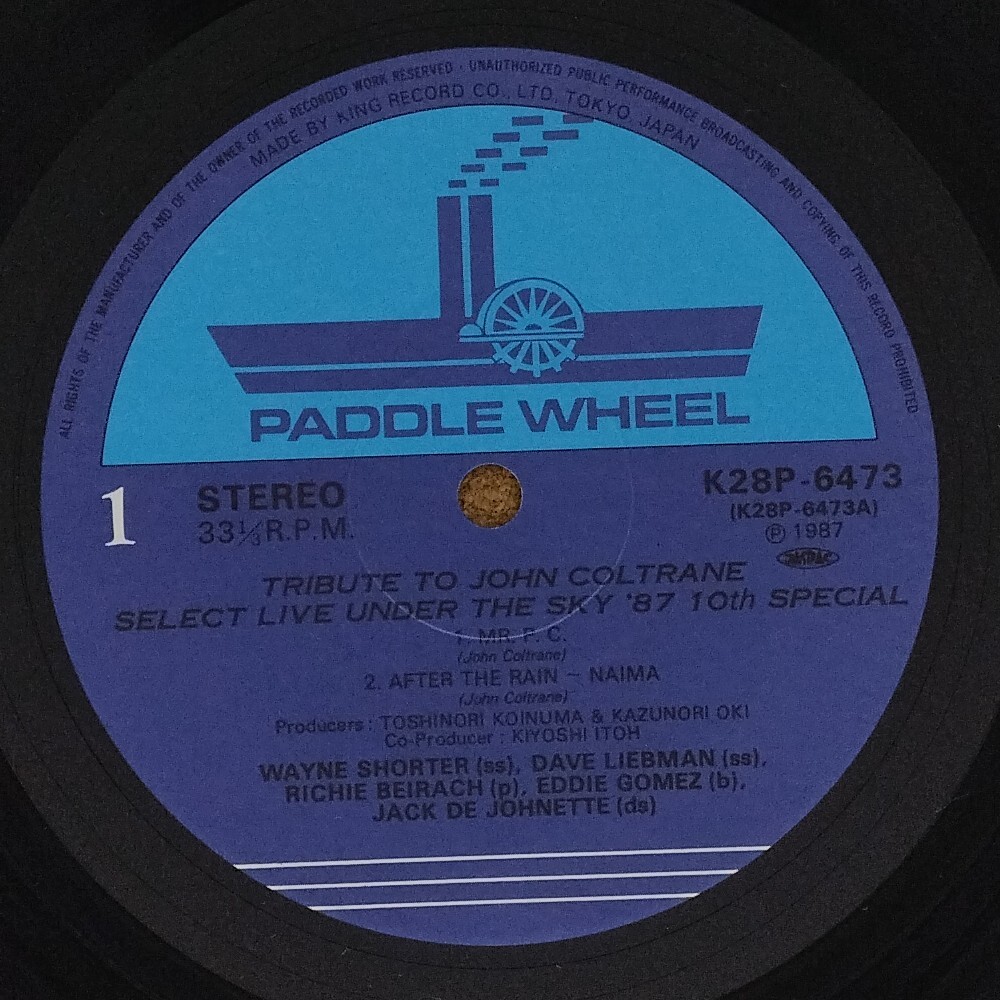 ALL RIGHTS OF THE MANUFACTURER AND OF THE OWNER OF THE RECORDED WORK RESERVED · UNAUTHORIZED PUBLIC PERFORMANCE BROADCASTING AND COPYING OF THIS RECORD PROHIBITED
MADE BY KING RECORD CO., LTD. TOKYO, JAPAN
PADDLE WHEEL
1
STEREO
33⅓ R.P.M.
K28P-6473
(K28P-6473A)
Ⓟ 1987
TRIBUTE TO JOHN COLTRANE
SELECT LIVE UNDER THE SKY '87 10th SPECIAL
1. MR. P. C.
(John Coltrane)
2. AFTER THE RAIN ~ NAIMA
(John Coltrane)
Producers : TOSHINORI KOINUMA & KAZUNORI OKI
Co-Producer : KIYOSHI ITOH
WAYNE SHORTER (ss), DAVE LIEBMAN (ss),
RICHIE BEIRACH (p), EDDIE GOMEZ (b),
JACK DE JOHNETTE (ds)